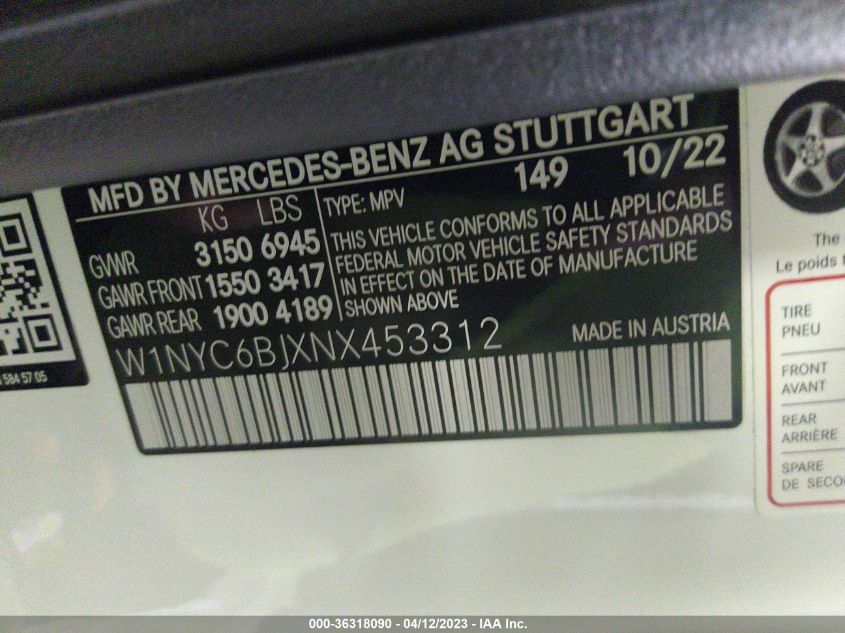 MFD BY MERCEDES-BENZ AG STUTTGART
149 10/22
KG LBS
GVWR 3150 6945
GAWR FRONT 1550 3417
GAWR REAR 1900 4189
TYPE: MPV
THIS VEHICLE CONFORMS TO ALL APPLICABLE
FEDERAL MOTOR VEHICLE SAFETY STANDARDS
IN EFFECT ON THE DATE OF MANUFACTURE
SHOWN ABOVE
W1NYC6BJXNX453312
MADE IN AUSTRIA
584 57 05
The
Le poids
TIRE
PNEU
FRONT
AVANT
REAR
ARRIÈRE
SPARE
DE SECO
000-36318090 - 04/12/2023 - IAA Inc.